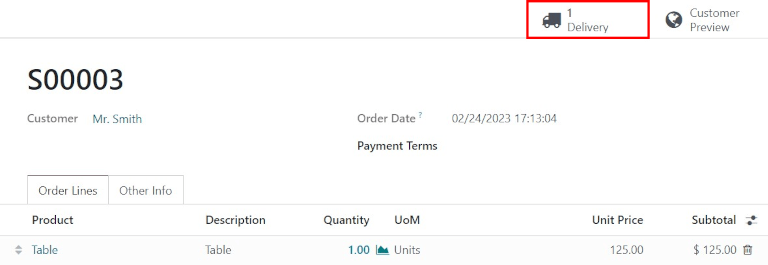 1
Delivery
Customer
Preview
S00003
Customer Mr. Smith Order Date ? 02/24/2023 17:13:04
Payment Terms
Order Lines Other Info
Product Description Quantity UoM Unit Price Subtotal
Table Table 1.00 Units 125.00 $ 125.00